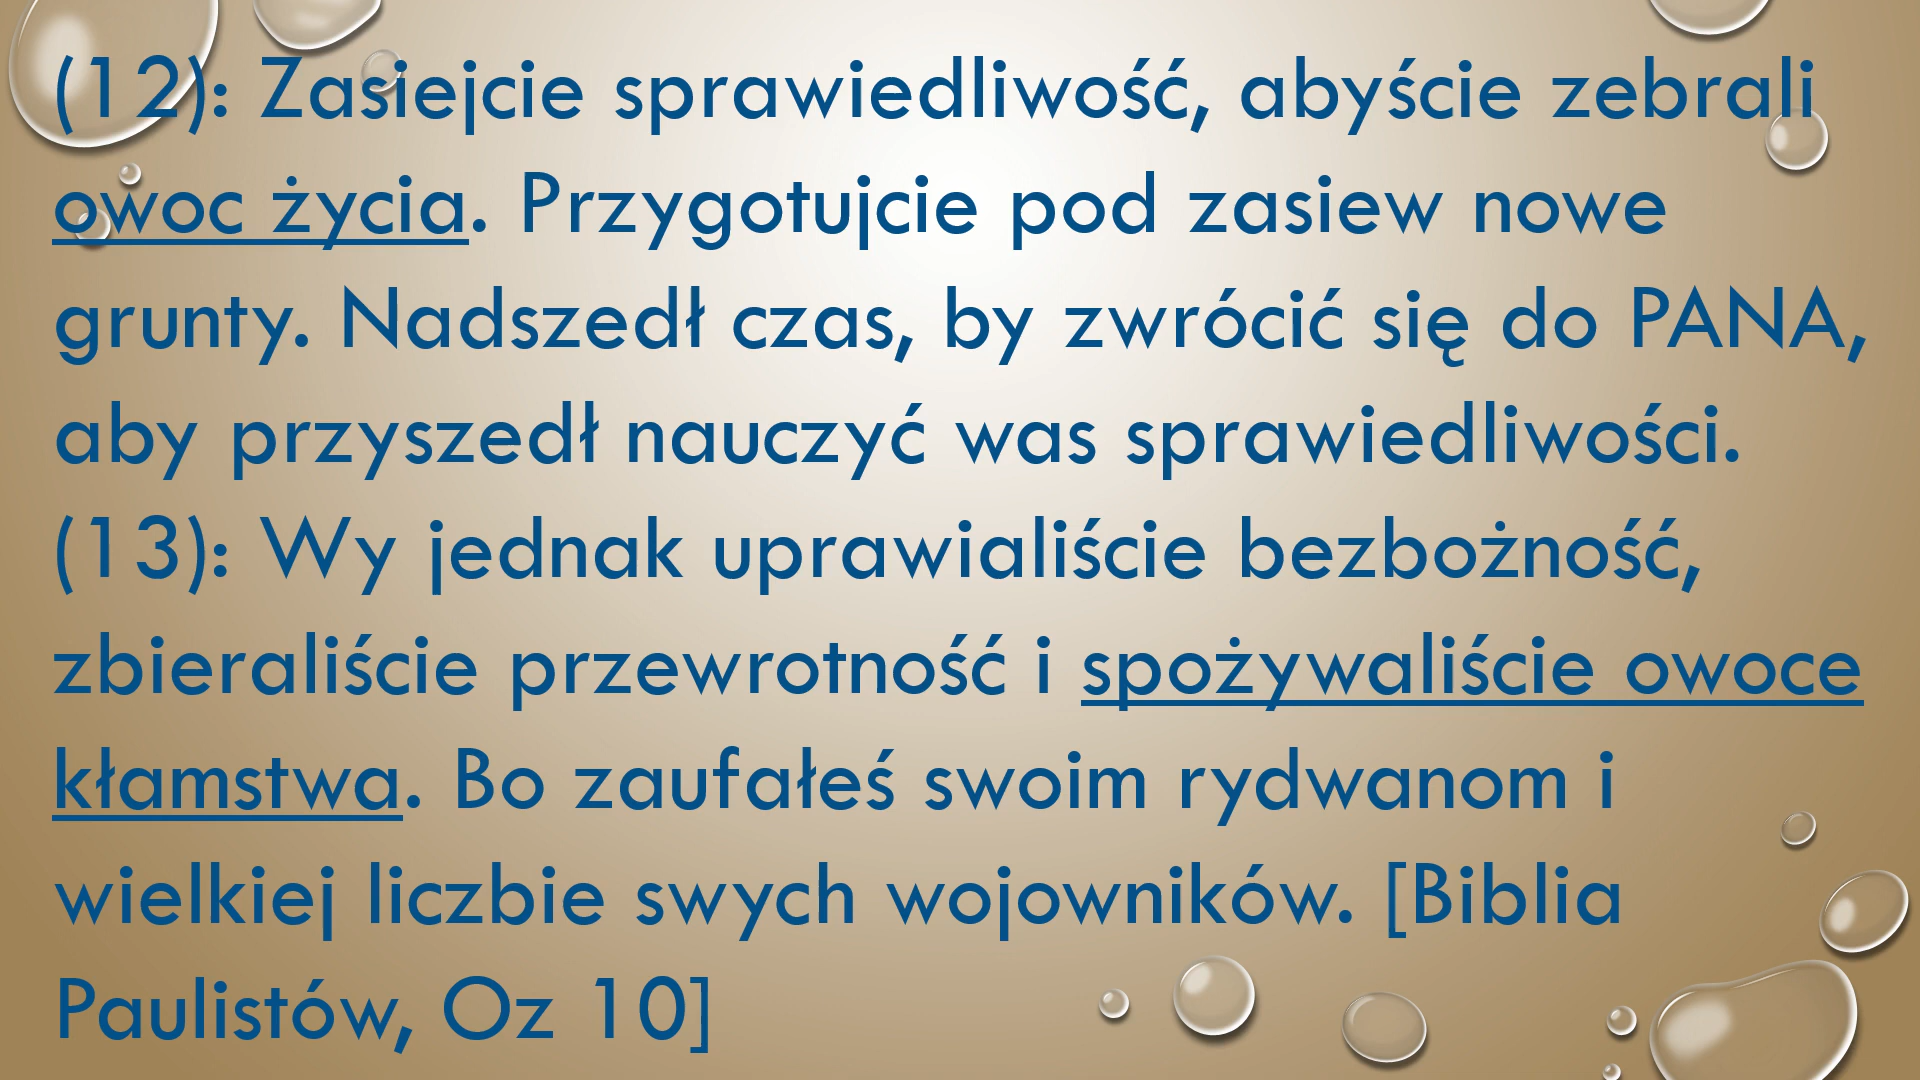 (12): Zasiejcie sprawiedliwość, abyście zebrali
owoc życia. Przygotujcie pod zasiew nowe
grunty. Nadszedł czas, by zwrócić się do PANA,
aby przyszedł nauczyć was sprawiedliwości.
(13): Wy jednak uprawialiście bezbożność,
zbieraliście przewrotność i spożywaliście owoce
kłamstwa. Bo zaufałeś swoim rydwanom i
wielkiej liczbie swych wojowników. [Biblia
Paulistów, Oz 10]